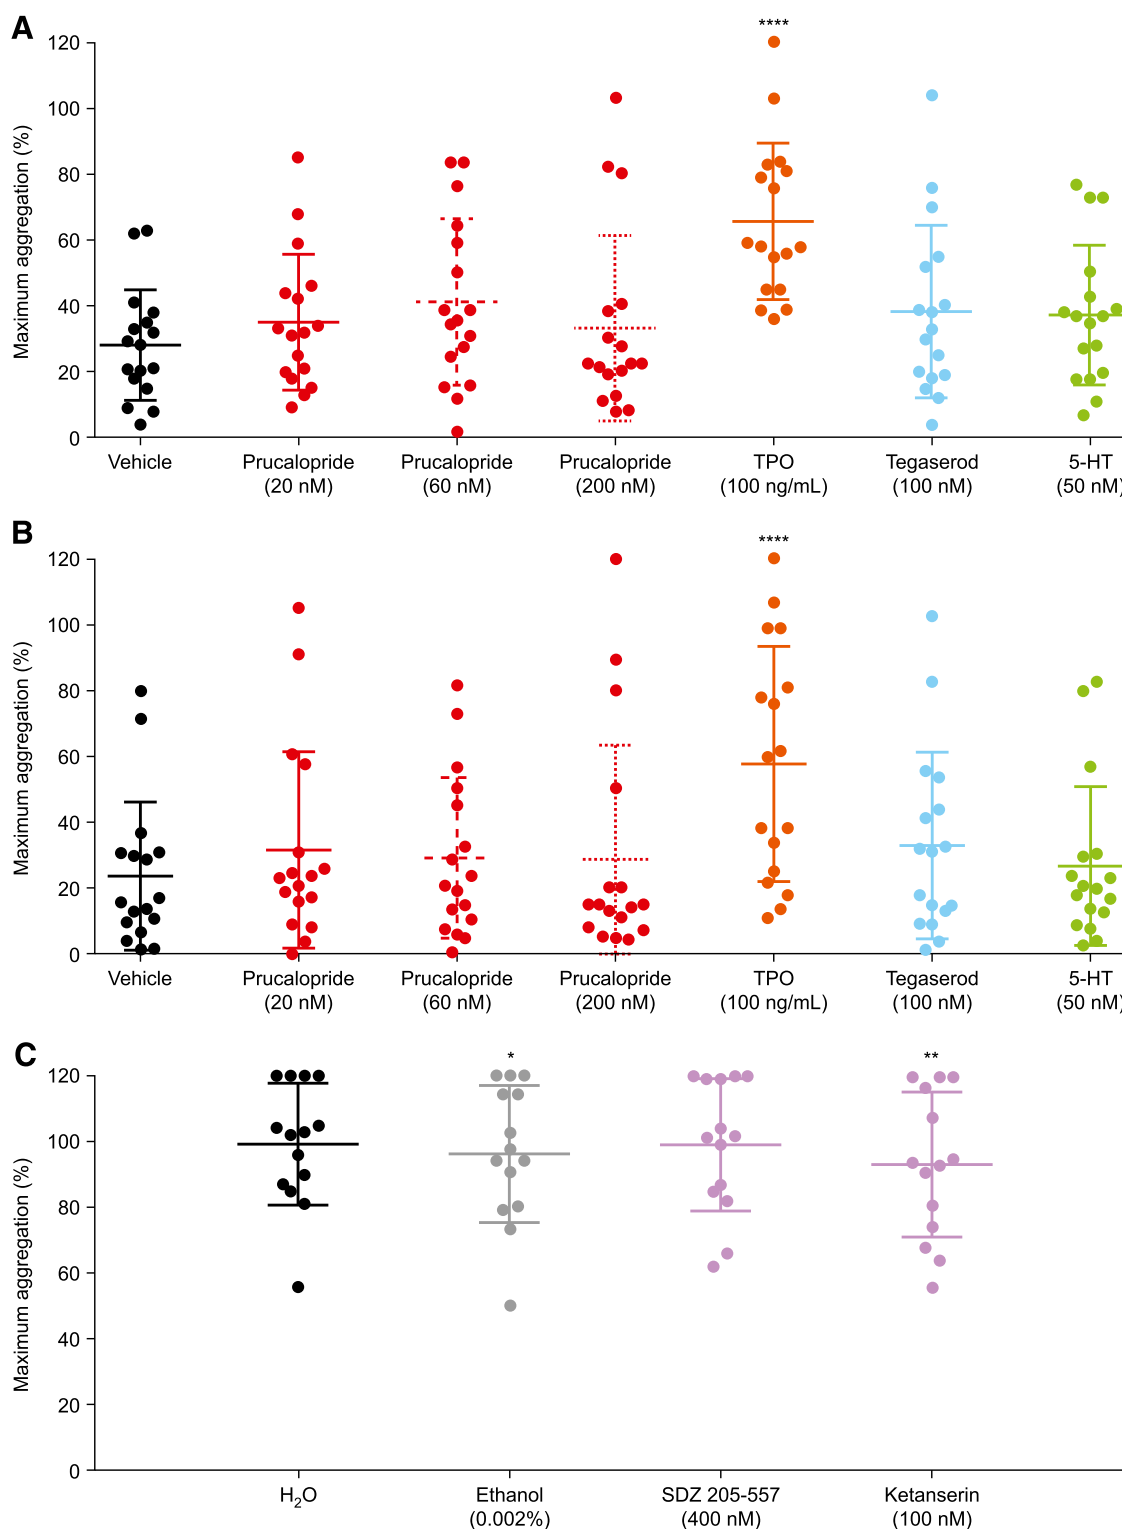 A
****
Maximum aggregation (%)
120
100
80
60
40
20
0
Vehicle
Prucalopride
(20 nM)
Prucalopride
(60 nM)
Prucalopride
(200 nM)
TPO
(100 ng/mL)
Tegaserod
(100 nM)
5-HT
(50 nM)
B
****
Maximum aggregation (%)
120
100
80
60
40
20
0
Vehicle
Prucalopride
(20 nM)
Prucalopride
(60 nM)
Prucalopride
(200 nM)
TPO
(100 ng/mL)
Tegaserod
(100 nM)
5-HT
(50 nM)
C
*
**
Maximum aggregation (%)
120
100
80
60
40
20
0
H₂O
Ethanol
(0.002%)
SDZ 205-557
(400 nM)
Ketanserin
(100 nM)